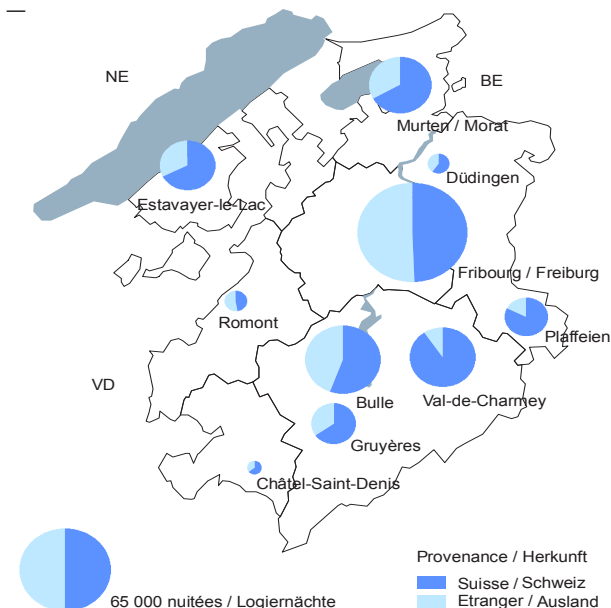 NE
BE
Murten / Morat
Düdingen
Estavayer-le-Lac
Fribourg / Freiburg
Romont
Plaffeien
VD
Bulle
Val-de-Charmey
Gruyères
Châtel-Saint-Denis
Provenance / Herkunft
Suisse / Schweiz
65 000 nuitées / Logiernächte
Etranger / Ausland